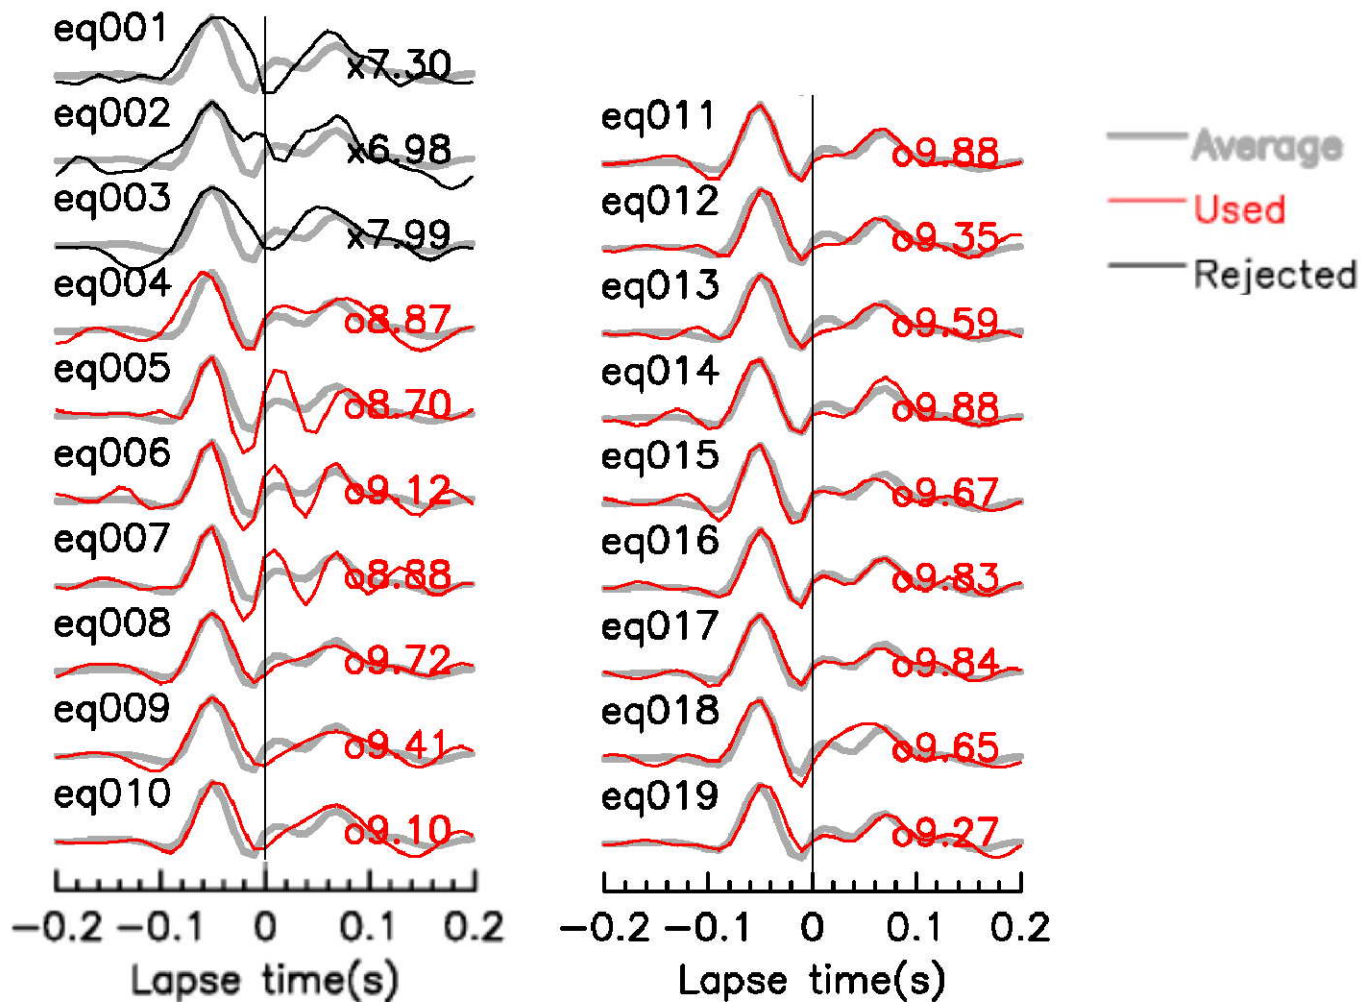 eq001
x7.30
eq002
x6.98
eq003
x7.99
eq004
o8.87
eq005
o8.70
eq006
o9.12
eq007
o8.88
eq008
o9.72
eq009
o9.41
eq010
o9.10
-0.2 -0.1 0 0.1 0.2
Lapse time(s)
eq011
o9.88
eq012
o9.35
eq013
o9.59
eq014
o9.88
eq015
o9.67
eq016
o9.83
eq017
o9.84
eq018
o9.65
eq019
o9.27
-0.2 -0.1 0 0.1 0.2
Lapse time(s)
Average
Used
Rejected